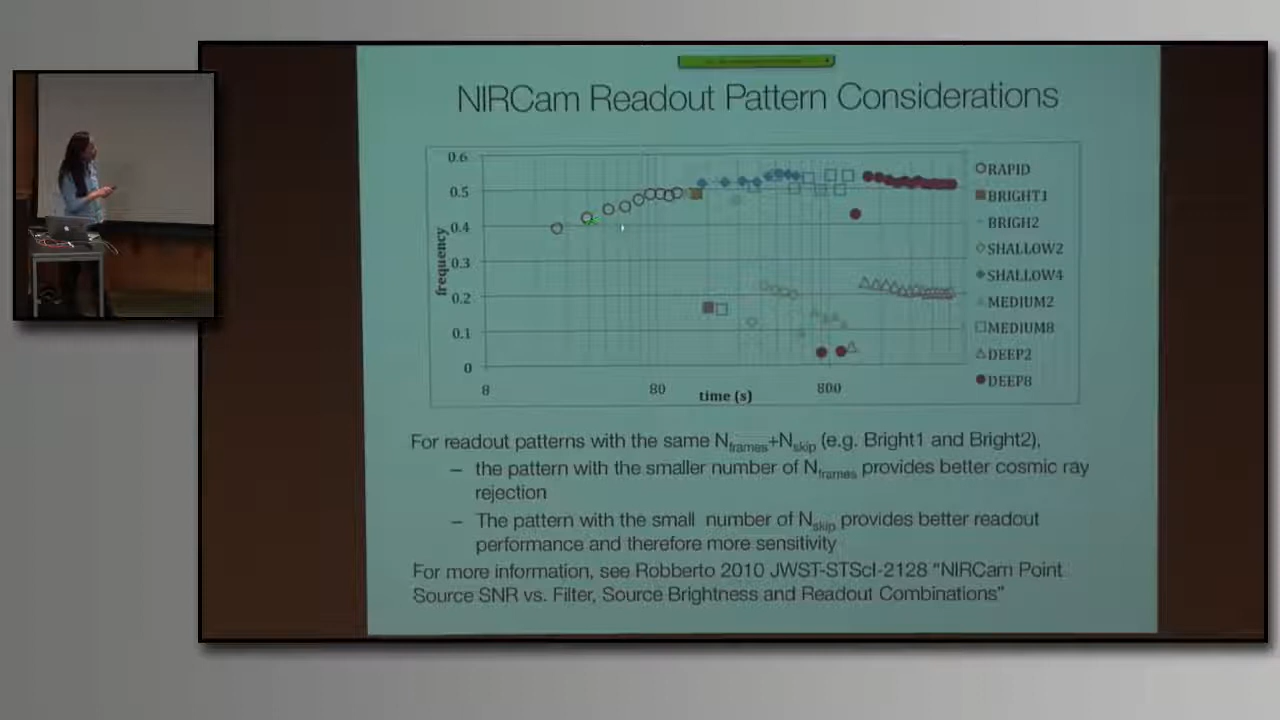 NIRCam Readout Pattern Considerations
0.6
0.5
0.4
0.3
0.2
0.1
0
frequency
8
80
800
time (s)
RAPID
BRIGHT1
BRIGH2
SHALLOW2
SHALLOW4
MEDIUM2
MEDIUM8
DEEP2
DEEP8
For readout patterns with the same Nframes+Nskip (e.g. Bright1 and Bright2),
– the pattern with the smaller number of Nframes provides better cosmic ray
rejection
– The pattern with the small number of Nskip provides better readout
performance and therefore more sensitivity
For more information, see Robberto 2010 JWST-STScI-2128 "NIRCam Point
Source SNR vs. Filter, Source Brightness and Readout Combinations"